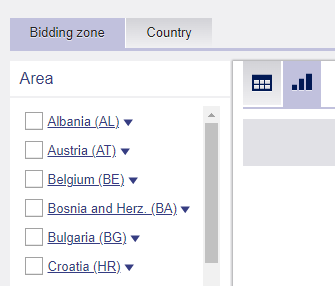 Bidding zone Country
Area
Albania (AL)
Austria (AT)
Belgium (BE)
Bosnia and Herz. (BA)
Bulgaria (BG)
Croatia (HR)